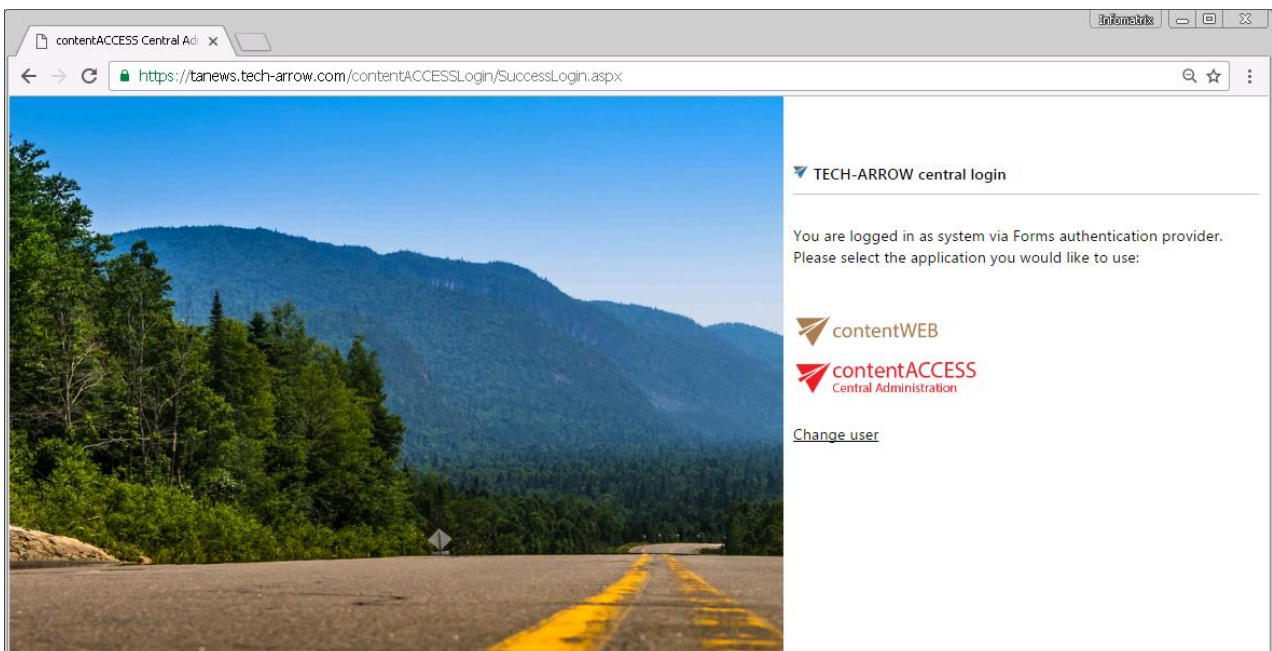 Infomatrix
contentACCESS Central Adi
https://tanews.tech-arrow.com/contentACCESSLogin/SuccessLogin.aspx
TECH-ARROW central login
You are logged in as system via Forms authentication provider.
Please select the application you would like to use:
contentWEB
contentACCESS
Central Administration
Change user